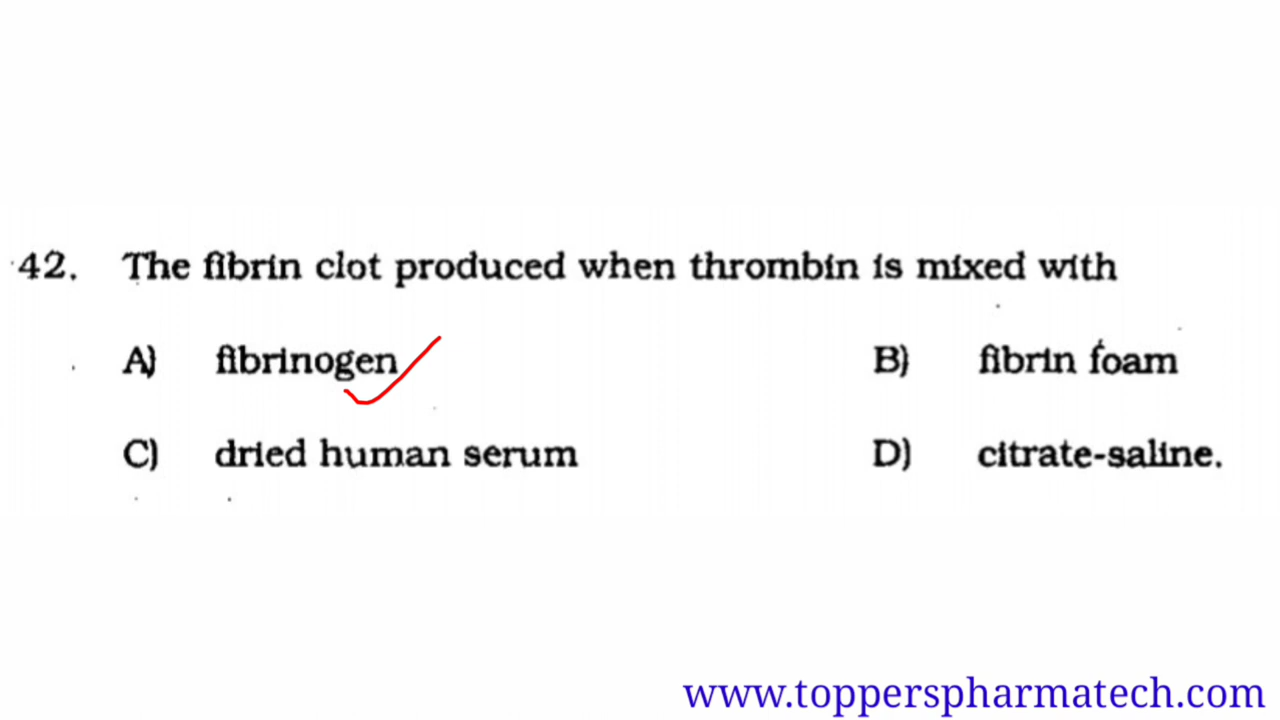 42. The fibrin clot produced when thrombin is mixed with
A) fibrinogen B) fibrin foam
C) dried human serum D) citrate-saline.
www.topperspharmatech.com